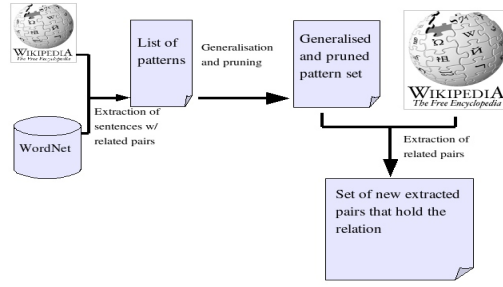 WIKIPEDIA
The Free Encyclopedia
WordNet
Extraction of
sentences w/
related pairs
List of
patterns
Generalisation
and pruning
Generalised
and pruned
pattern set
WIKIPEDIA
The Free Encyclopedia
Extraction of
related pairs
Set of new extracted
pairs that hold the
relation